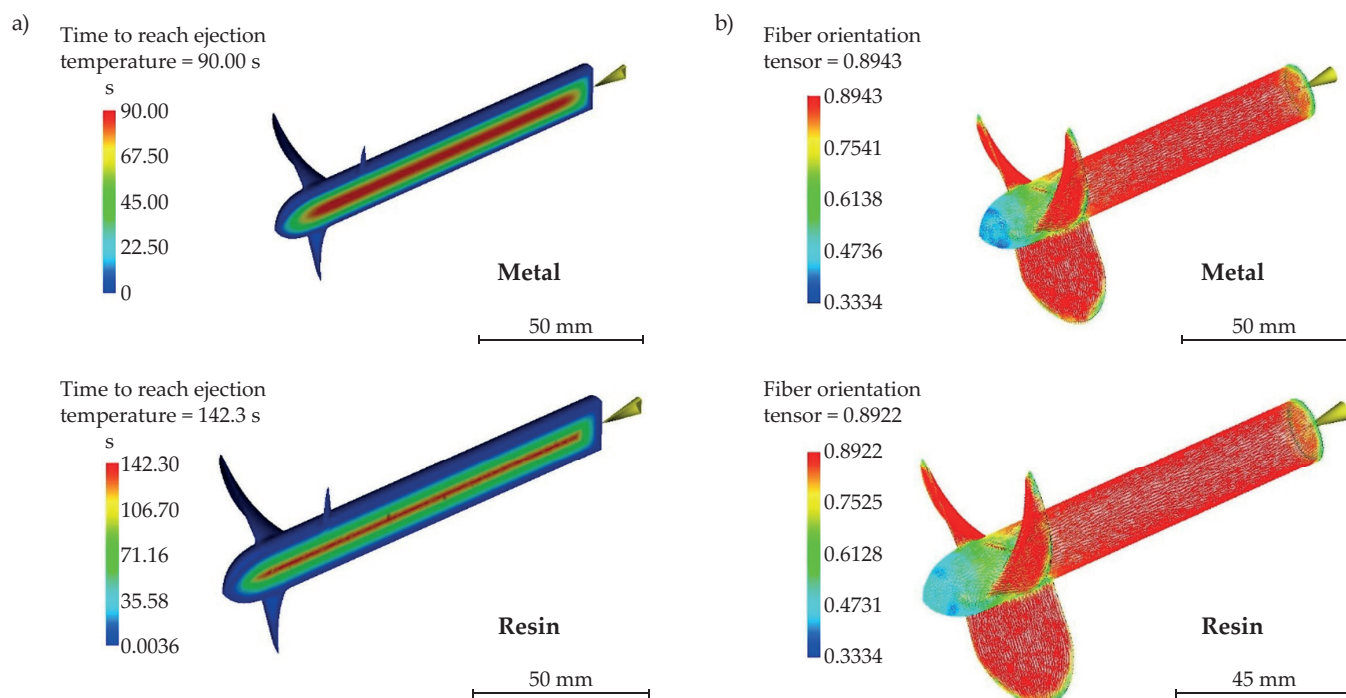 a)
Time to reach ejection
temperature = 90.00 s
s
90.00
67.50
45.00
22.50
0
Metal
50 mm
Time to reach ejection
temperature = 142.3 s
s
142.30
106.70
71.16
35.58
0.0036
Resin
50 mm
b)
Fiber orientation
tensor = 0.8943
0.8943
0.7541
0.6138
0.4736
0.3334
Metal
50 mm
Fiber orientation
tensor = 0.8922
0.8922
0.7525
0.6128
0.4731
0.3334
Resin
45 mm